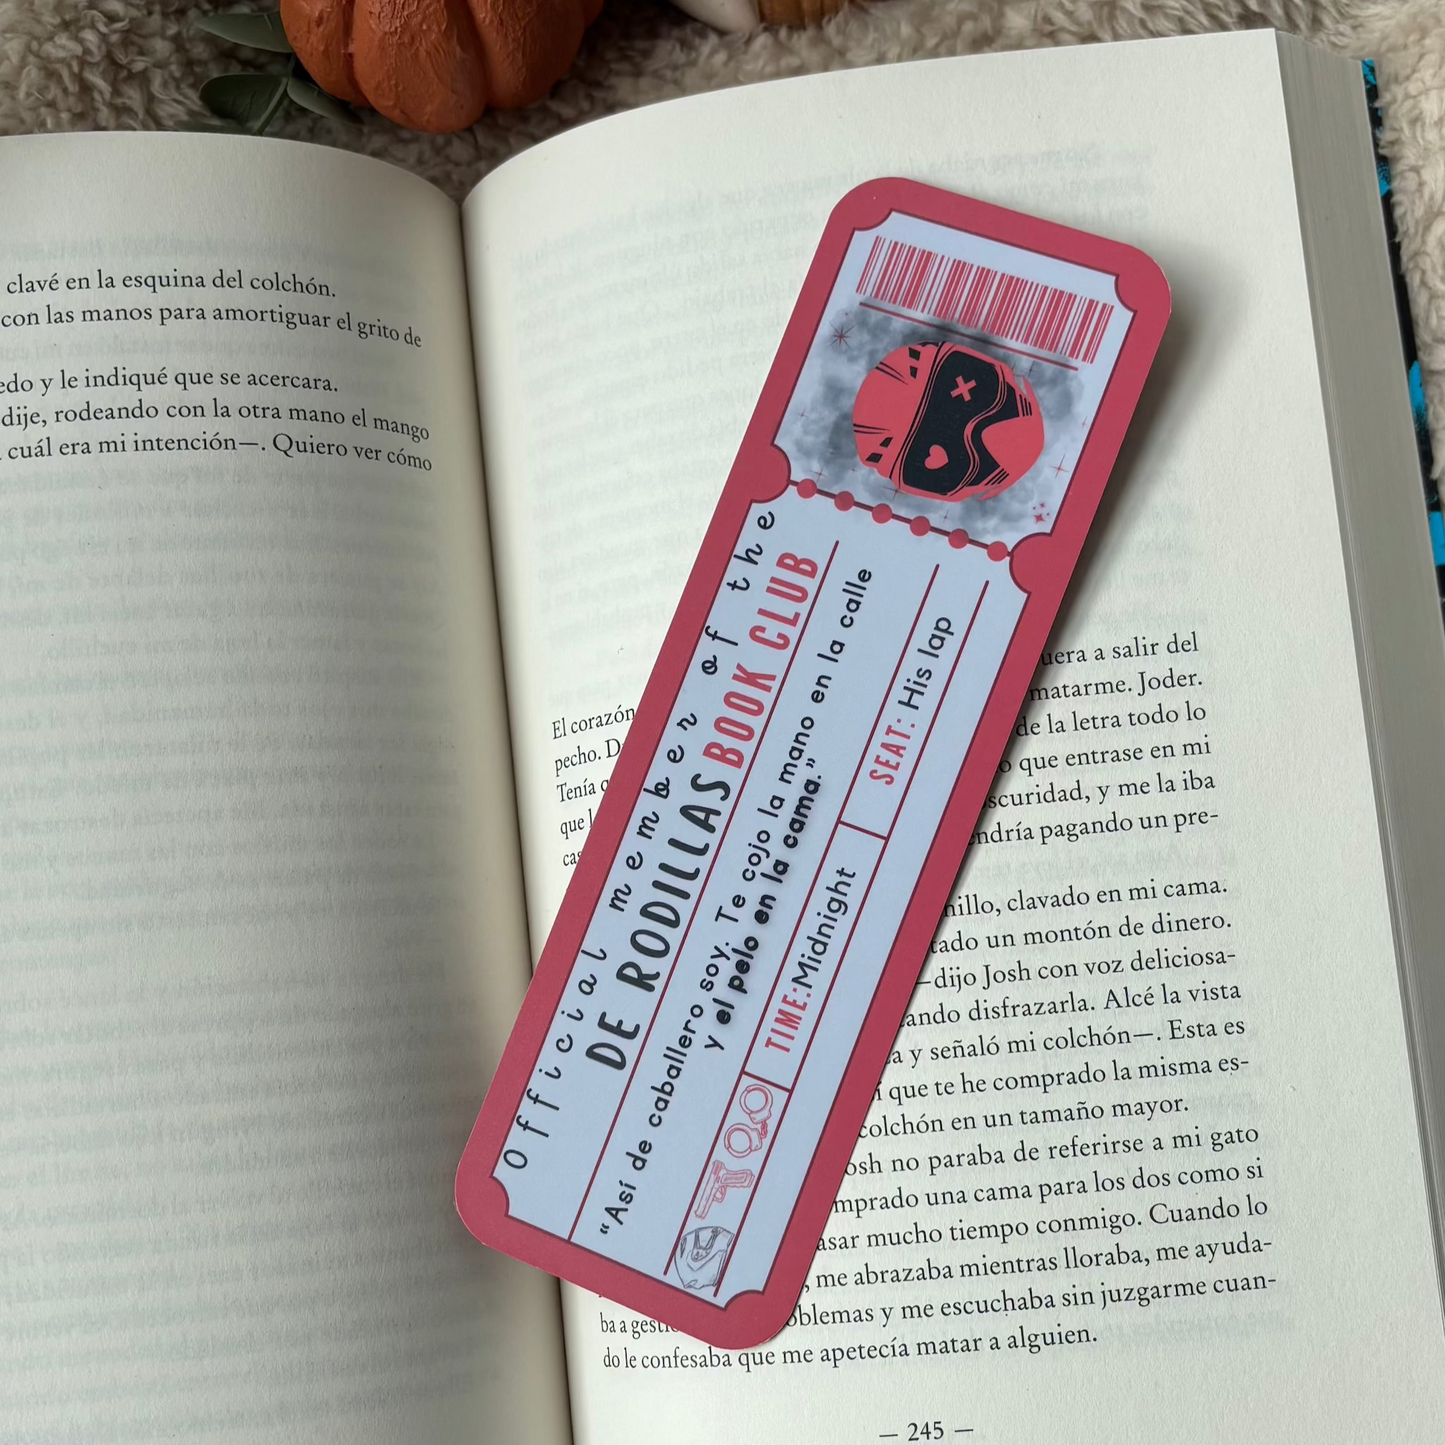 clavé en la esquina del colchón.
con las manos para amortiguar el grito de
edo y le indiqué que se acercara.
dije, rodeando con la otra mano el mango
cuál era mi intención—. Quiero ver cómo
Official member of the
DE RODILLAS BOOK CLUB
“Así de caballero soy. Te cojo la mano en la calle
y el pelo en la cama.”
TIME: Midnight
SEAT: His lap
El corazón
pecho. D
Tenía
que l
cas
uera a salir del
matarme. Joder.
de la letra todo lo
o que entrase en mi
scuridad, y me la iba
endría pagando un pre-
nillo, clavado en mi cama.
tado un montón de dinero.
—dijo Josh con voz deliciosa-
ando disfrazarla. Alcé la vista
a y señaló mi colchón—. Esta es
í que te he comprado la misma es-
colchón en un tamaño mayor.
osh no paraba de referirse a mi gato
mprado una cama para los dos como si
asar mucho tiempo conmigo. Cuando lo
, me abrazaba mientras lloraba, me ayuda-
ba a gesti oblemas y me escuchaba sin juzgarme cuan-
do le confesaba que me apetecía matar a alguien.
— 245 —